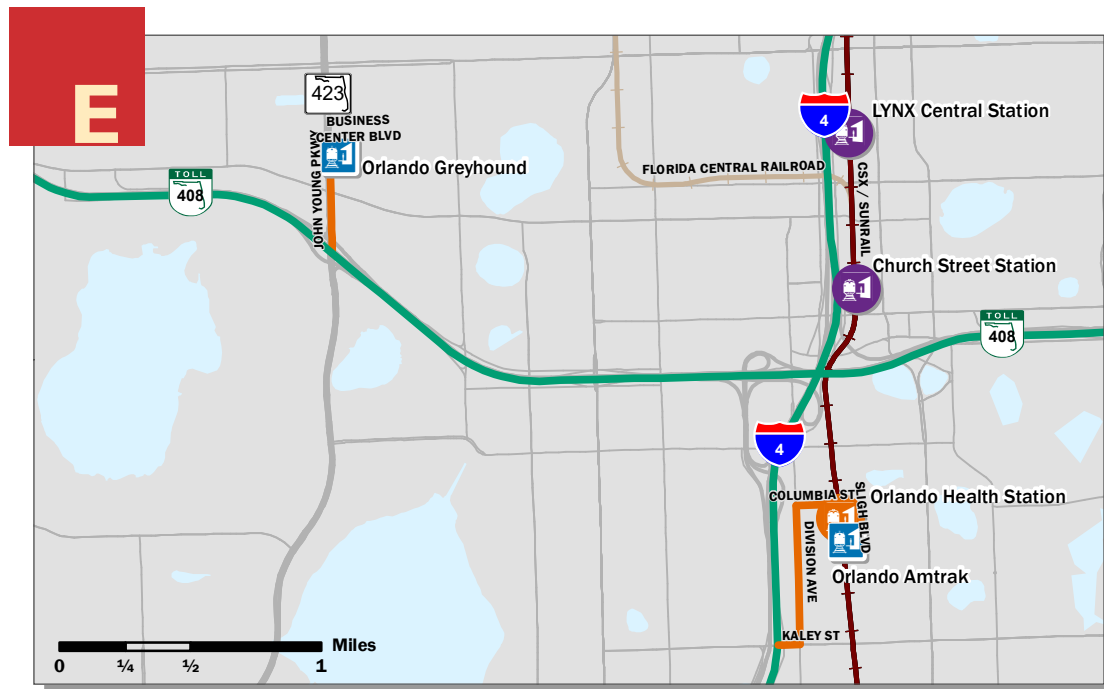 E
423
BUSINESS
CENTER BLVD
JOHN YOUNG PKWY
Orlando Greyhound
TOLL
408
4
LYNX Central Station
FLORIDA CENTRAL RAILROAD
CSX / SUNRAIL
Church Street Station
TOLL
408
4
COLUMBIA ST
SLIGH BLVD
Orlando Health Station
DIVISION AVE
Orlando Amtrak
KALEY ST
Miles
0 ¼ ½ 1